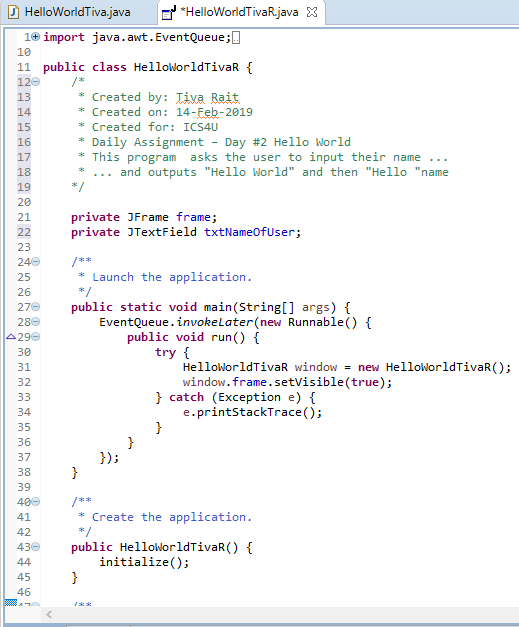 HelloWorldTiva.java *HelloWorldTivaR.java
1 import java.awt.EventQueue;
10
11 public class HelloWorldTivaR {
12 /*
13 * Created by: Tiva Rait
14 * Created on: 14-Feb-2019
15 * Created for: ICS4U
16 * Daily Assignment – Day #2 Hello World
17 * This program  asks the user to input their name ...
18 * ... and outputs "Hello World" and then "Hello "name
19 */
20
21 private JFrame frame;
22 private JTextField txtNameOfUser;
23
24 /**
25 * Launch the application.
26 */
27 public static void main(String[] args) {
28 EventQueue.invokeLater(new Runnable() {
29 public void run() {
30 try {
31 HelloWorldTivaR window = new HelloWorldTivaR();
32 window.frame.setVisible(true);
33 } catch (Exception e) {
34 e.printStackTrace();
35 }
36 }
37 });
38 }
39
40 /**
41 * Create the application.
42 */
43 public HelloWorldTivaR() {
44 initialize();
45 }
46
47 /**